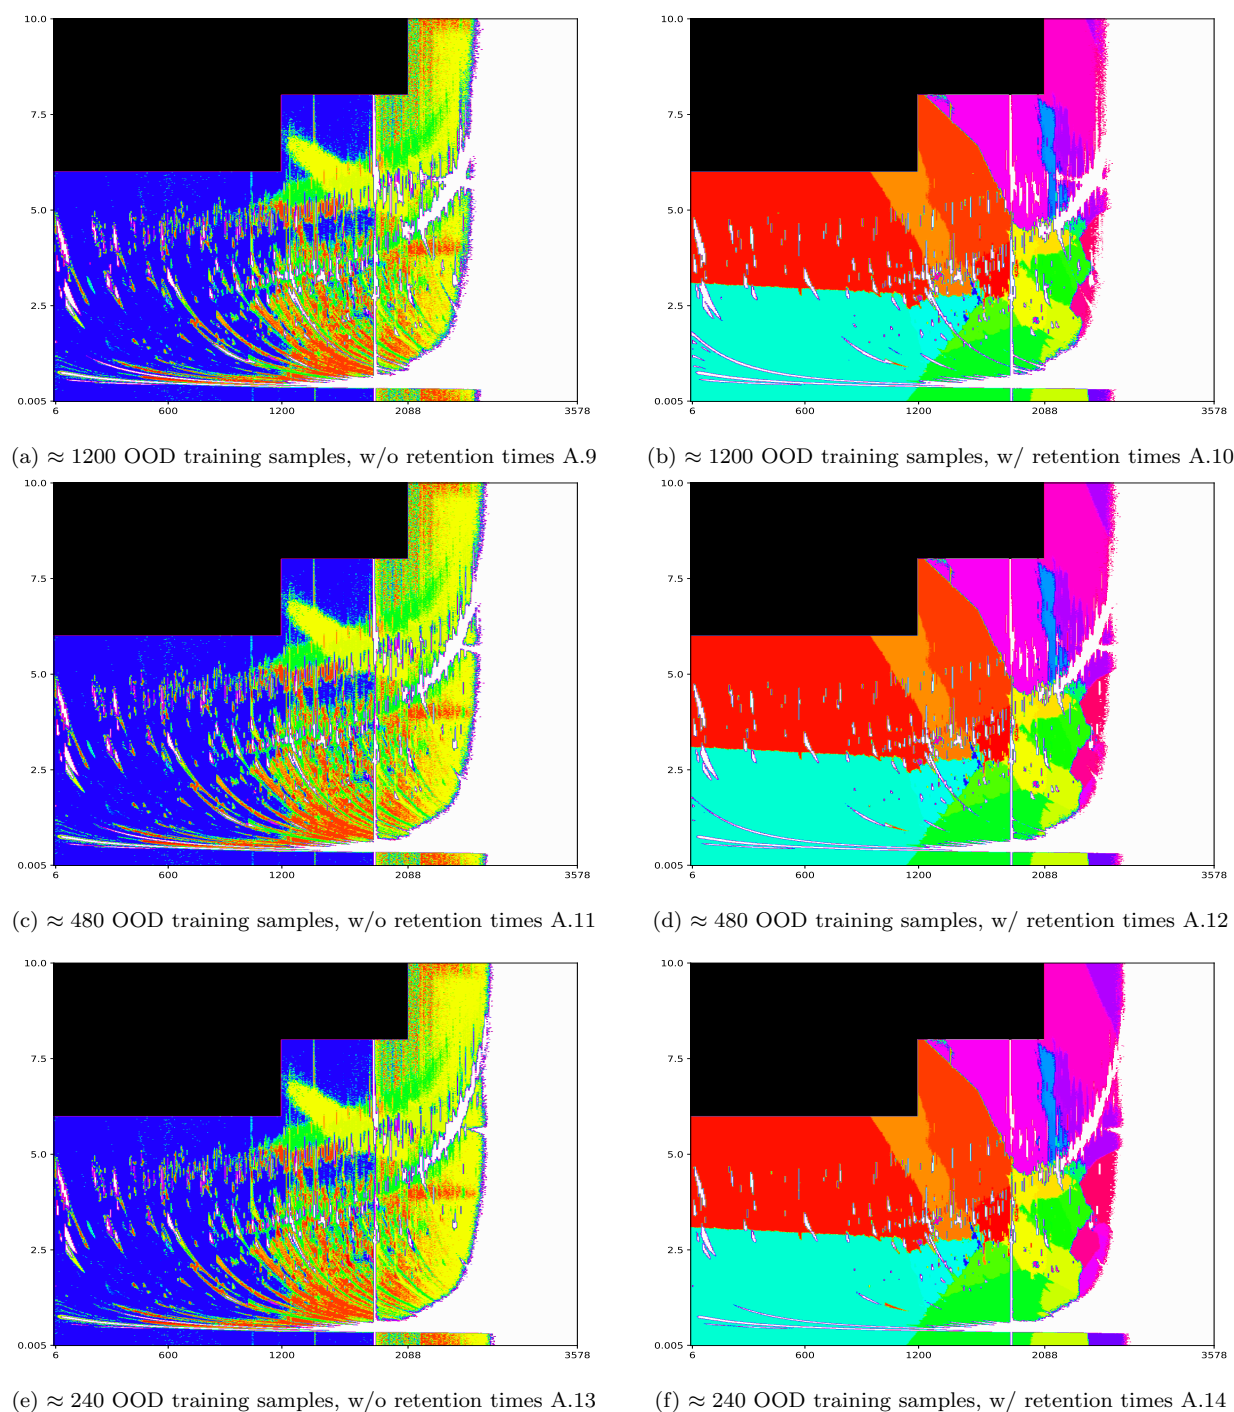 10.0
7.5
5.0
2.5
0.005
6 600 1200 2088 3578
10.0
7.5
5.0
2.5
0.005
6 600 1200 2088 3578
(a) ≈ 1200 OOD training samples, w/o retention times A.9
(b) ≈ 1200 OOD training samples, w/ retention times A.10
10.0
7.5
5.0
2.5
0.005
6 600 1200 2088 3578
10.0
7.5
5.0
2.5
0.005
6 600 1200 2088 3578
(c) ≈ 480 OOD training samples, w/o retention times A.11
(d) ≈ 480 OOD training samples, w/ retention times A.12
10.0
7.5
5.0
2.5
0.005
6 600 1200 2088 3578
10.0
7.5
5.0
2.5
0.005
6 600 1200 2088 3578
(e) ≈ 240 OOD training samples, w/o retention times A.13
(f) ≈ 240 OOD training samples, w/ retention times A.14